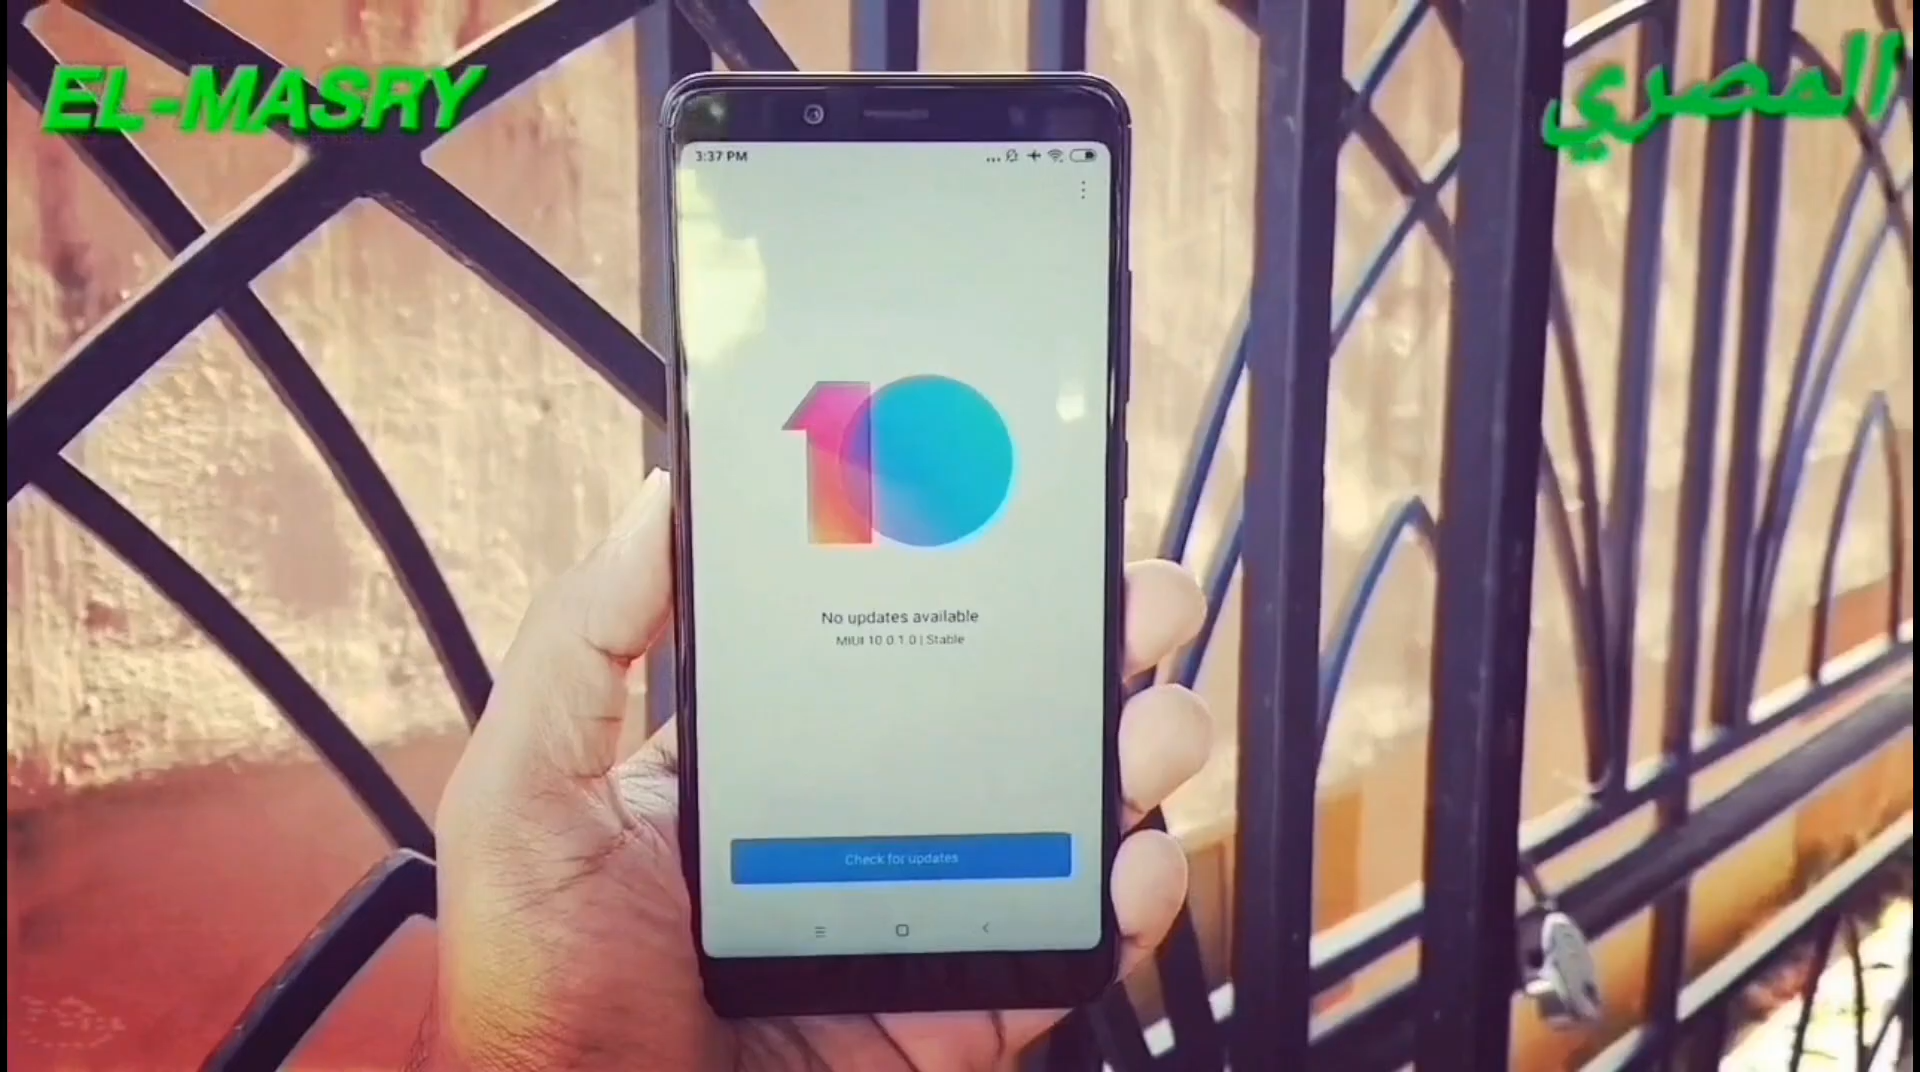 EL-MASRY
المصري
3:37 PM
10
No updates available
MIUI 10.0.1.0 | Stable
Check for updates